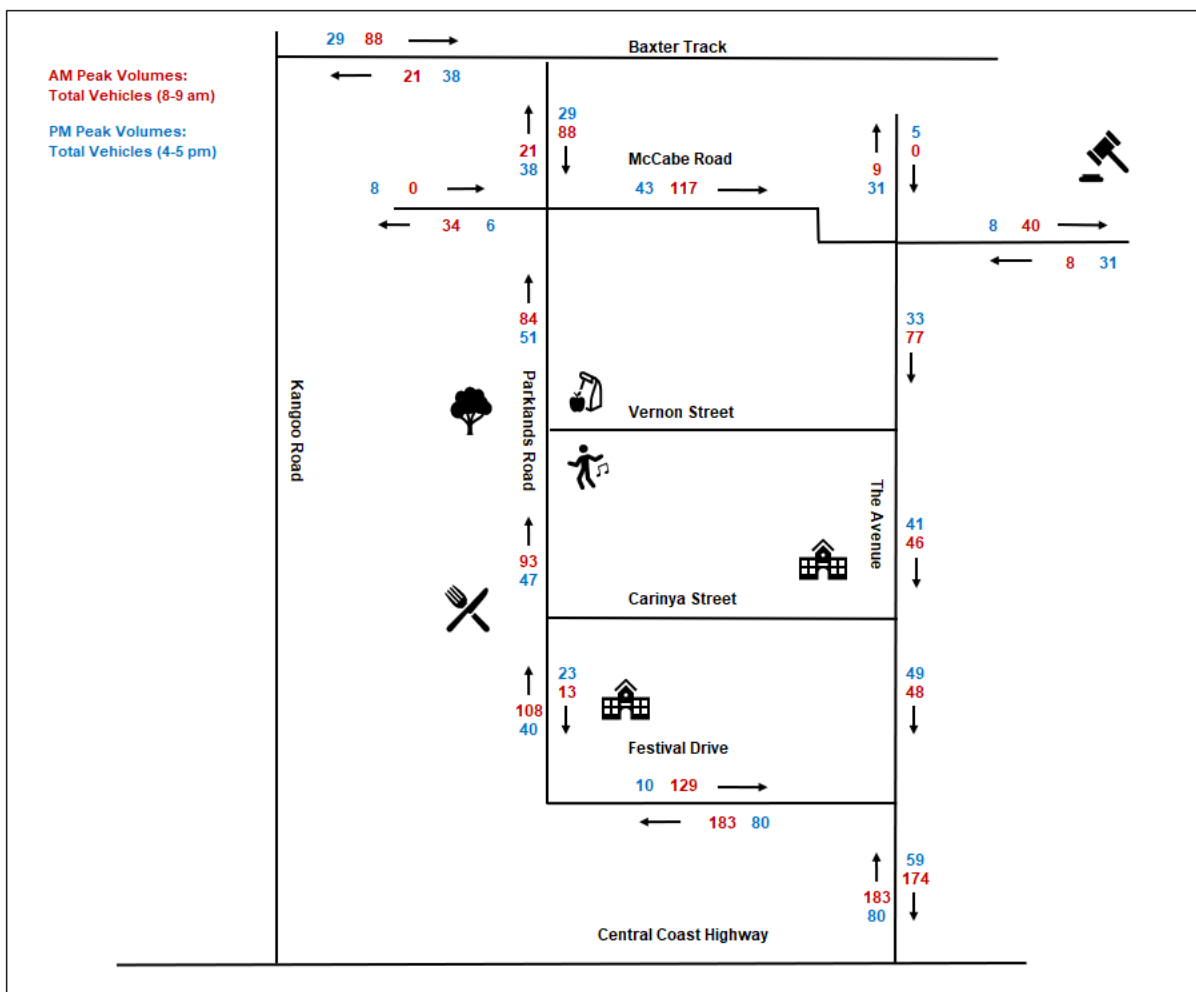 29 88
Baxter Track
AM Peak Volumes:
Total Vehicles (8-9 am)
21 38
PM Peak Volumes:
Total Vehicles (4-5 pm)
29
88
21
38
McCabe Road
5
0
9
31
8 0
43 117
34 6
8 40
8 31
84
51
33
77
Kangoo Road
Parklands Road
Vernon Street
The Avenue
93
47
41
46
Carinya Street
23
13
108
40
49
48
Festival Drive
10 129
183 80
59
174
183
80
Central Coast Highway